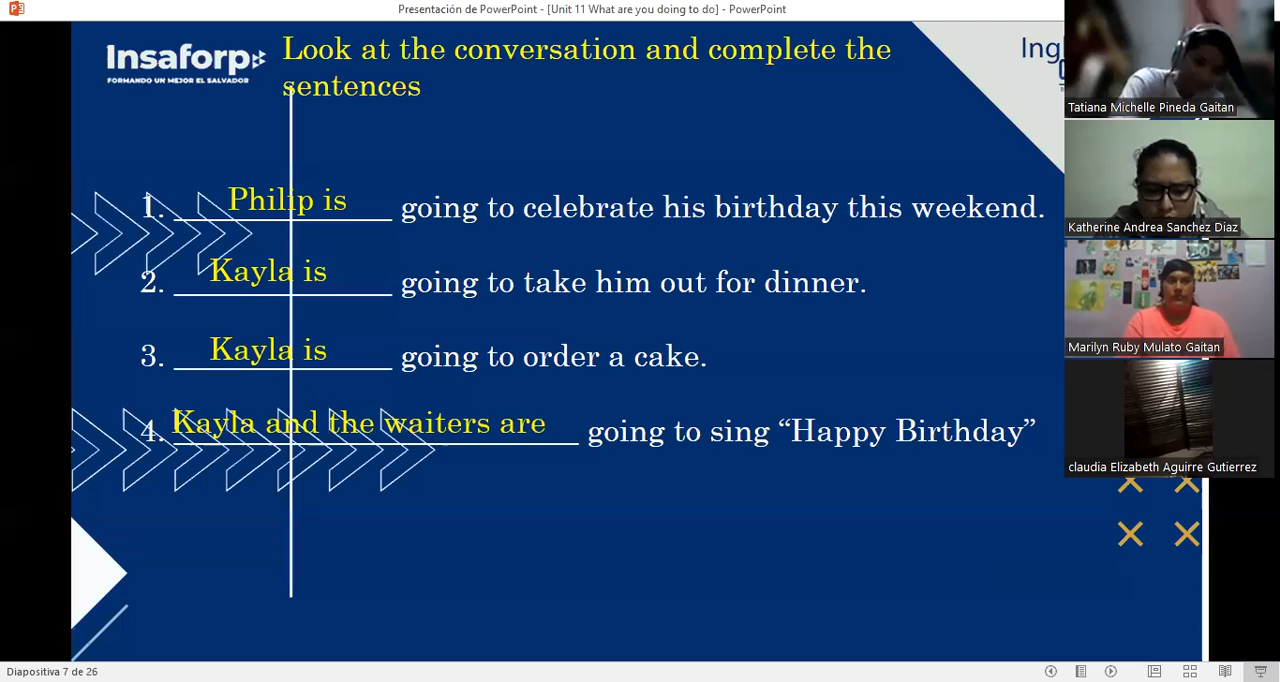 Presentación de PowerPoint - [Unit 11 What are you doing to do] - PowerPoint
Insaforp
FORMANDO UN MEJOR EL SALVADOR
Look at the conversation and complete the
sentences
Ing
1. Philip is going to celebrate his birthday this weekend.
2. Kayla is going to take him out for dinner.
3. Kayla is going to order a cake.
4. Kayla and the waiters are going to sing “Happy Birthday”
Tatiana Michelle Pineda Gaitan
Katherine Andrea Sanchez Diaz
Marilyn Ruby Mulato Gaitan
claudia Elizabeth Aguirre Gutierrez
Diapositiva 7 de 26